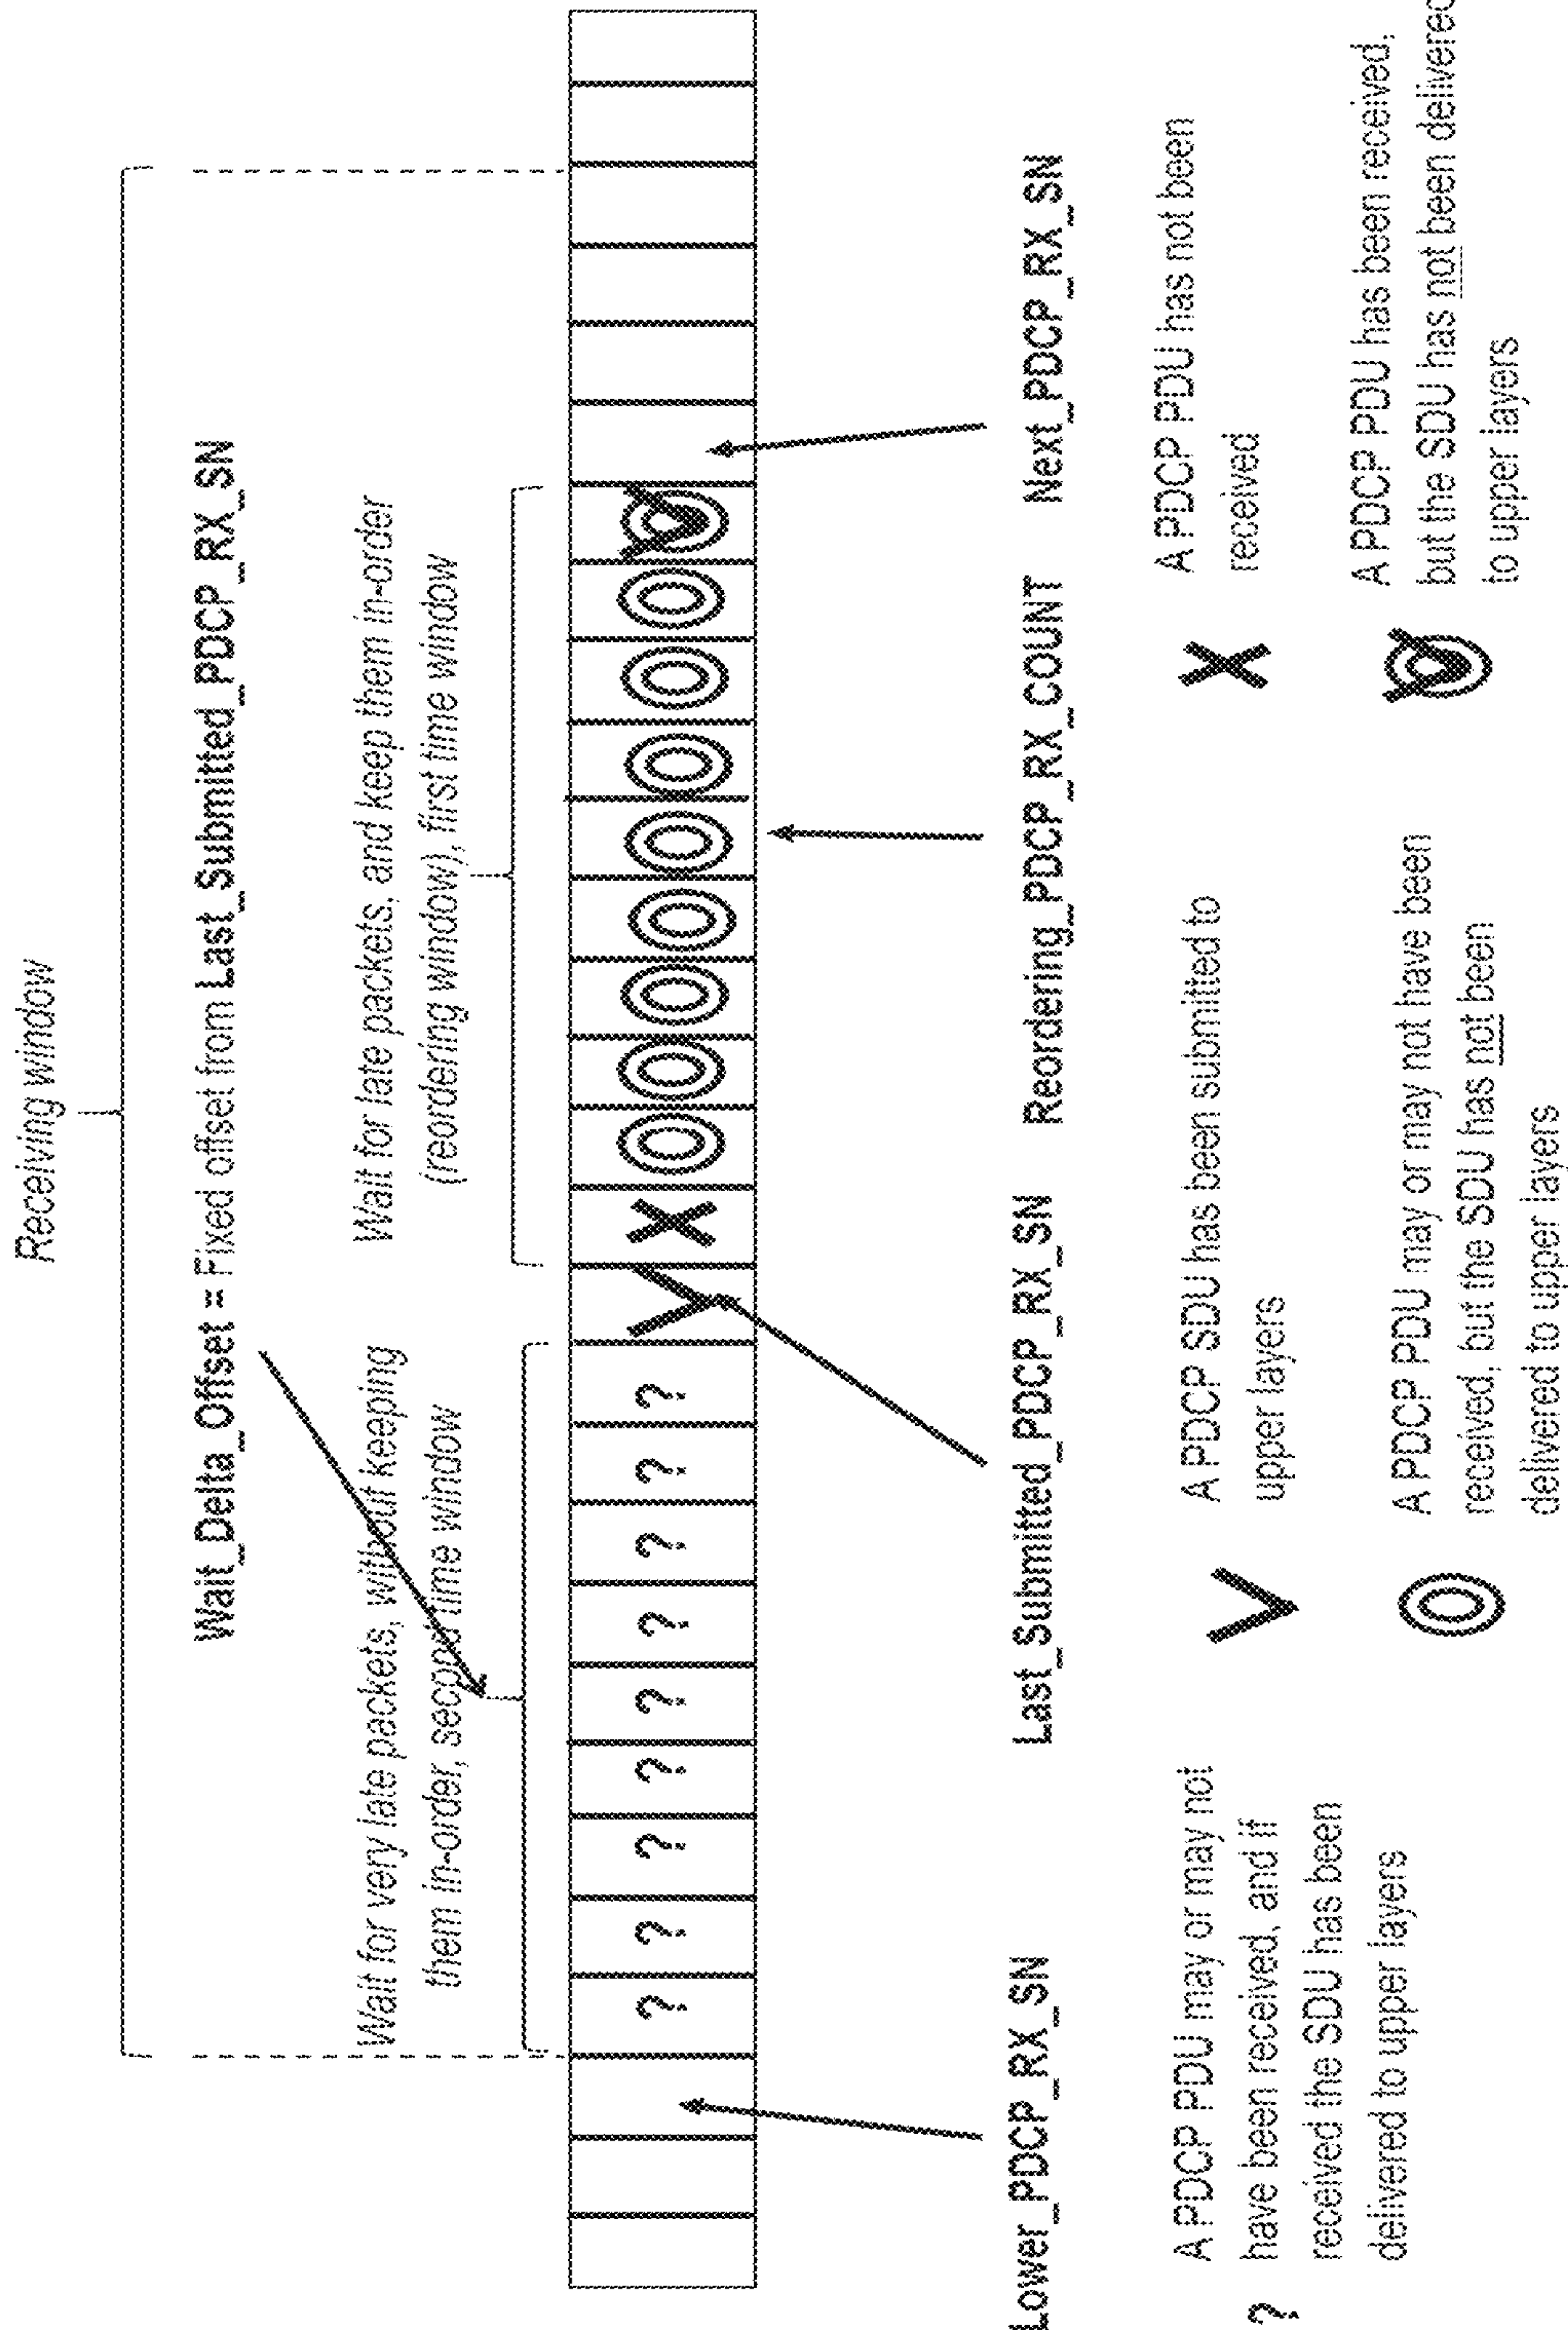 Receiving window
Wait_Delta_Offset = Fixed offset from Last_Submitted_PDCP_RX_SN
Wait for very late packets, without keeping
them in-order, second time window
Wait for late packets, and keep them in-order
(reordering window), first time window
? ? ? ? ? ? ? ? ?
Lower_PDCP_RX_SN
Last_Submitted_PDCP_RX_SN
Reordering_PDCP_RX_COUNT
Next_PDCP_RX_SN
? A PDCP PDU may or may not
have been received, and if
received the SDU has been
delivered to upper layers
A PDCP SDU has been submitted to
upper layers
A PDCP PDU has not been
received
A PDCP PDU may or may not have been
received, but the SDU has not been
delivered to upper layers
A PDCP PDU has been received,
but the SDU has not been delivered
to upper layers